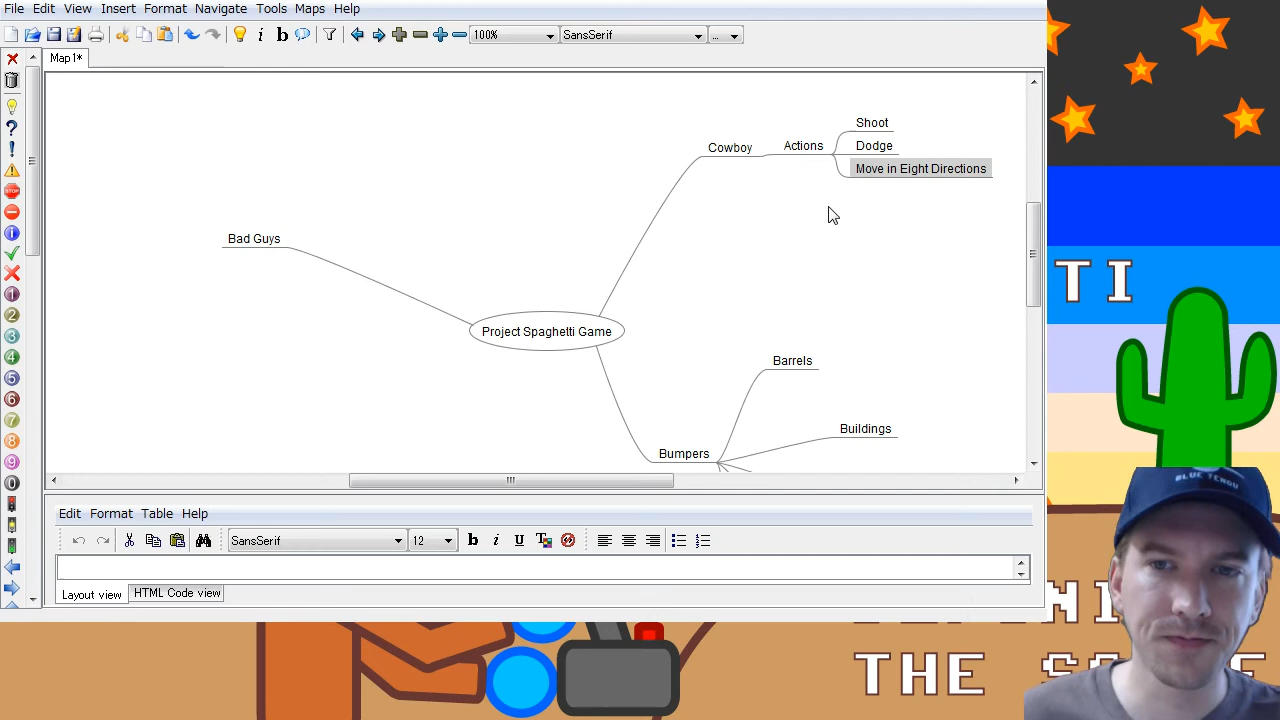 File Edit View Insert Format Navigate Tools Maps Help
100% SansSerif ...
Map1*
Shoot
Cowboy Actions Dodge
Move in Eight Directions
Bad Guys
TI
Project Spaghetti Game
Barrels
Buildings
Bumpers
BLUE TENGU
Edit Format Table Help
SansSerif 12
Layout view HTML Code view
THE